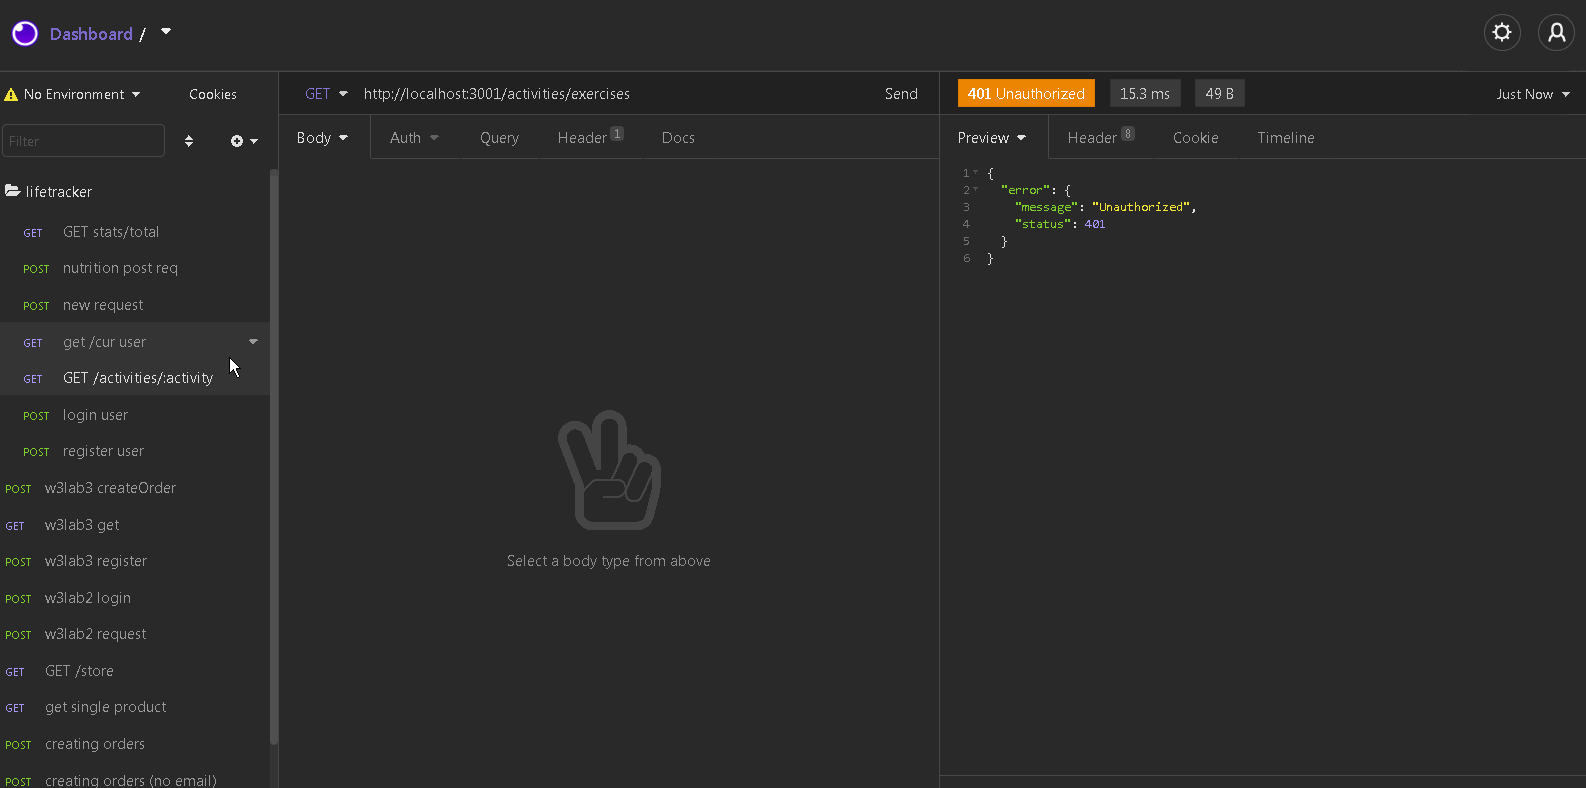 Dashboard /
No Environment
Cookies
Filter
lifetracker
GET GET stats/total
POST nutrition post req
POST new request
GET get /cur user
GET GET /activities/:activity
POST login user
POST register user
POST w3lab3 createOrder
GET w3lab3 get
POST w3lab3 register
POST w3lab2 login
POST w3lab2 request
GET GET /store
GET get single product
POST creating orders
POST creating orders (no email)
GET http://localhost:3001/activities/exercises Send
Body Auth Query Header 1 Docs
Select a body type from above
401 Unauthorized 15.3 ms 49 B Just Now
Preview Header 8 Cookie Timeline
1 {
2 "error": {
3 "message": "Unauthorized",
4 "status": 401
5 }
6 }